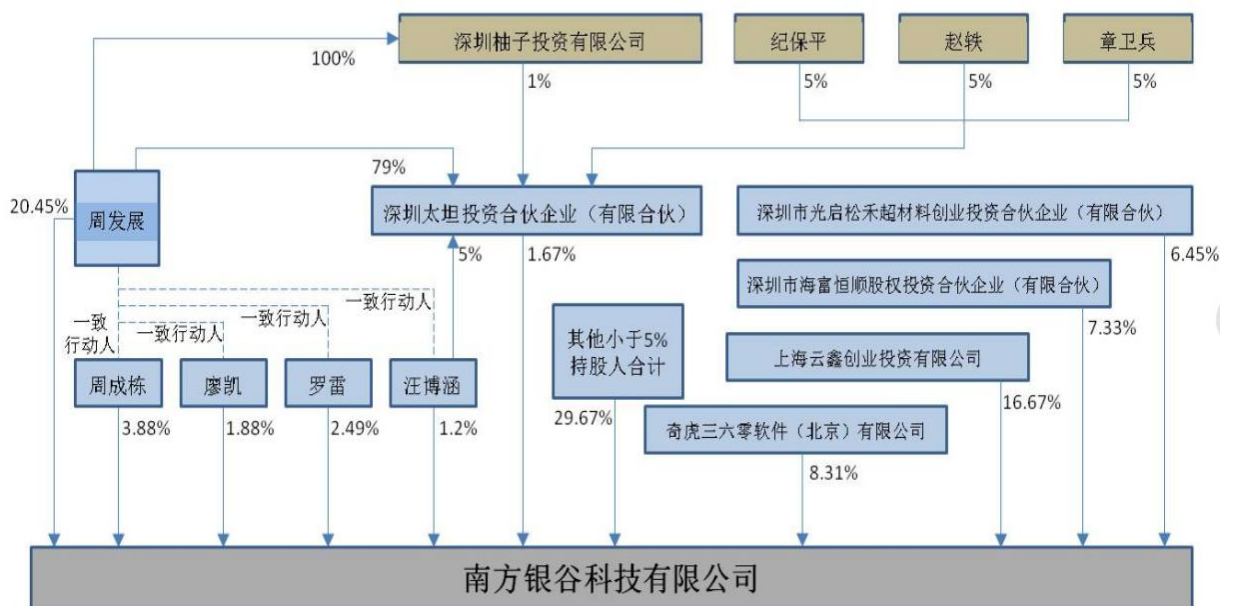 深圳柚子投资有限公司
纪保平
赵轶
章卫兵
100%
1%
5%
5%
5%
79%
20.45%
周发展
深圳太坦投资合伙企业（有限合伙）
深圳市光启松禾超材料创业投资合伙企业（有限合伙）
5%
1.67%
6.45%
深圳市海富恒顺股权投资合伙企业（有限合伙）
7.33%
一致行动人
一致行动人
一致行动人
一致
行动人
其他小于5%
持股人合计
上海云鑫创业投资有限公司
周成栋
廖凯
罗雷
汪博涵
16.67%
29.67%
3.88%
1.88%
2.49%
1.2%
奇虎三六零软件（北京）有限公司
8.31%
南方银谷科技有限公司